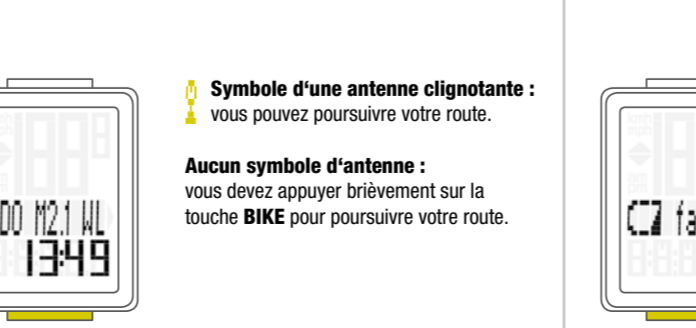 Symbole d‘une antenne clignotante :
vous pouvez poursuivre votre route.
Aucun symbole d‘antenne :
vous devez appuyer brièvement sur la
touche BIKE pour poursuivre votre route.
M2.1 WL
13:49